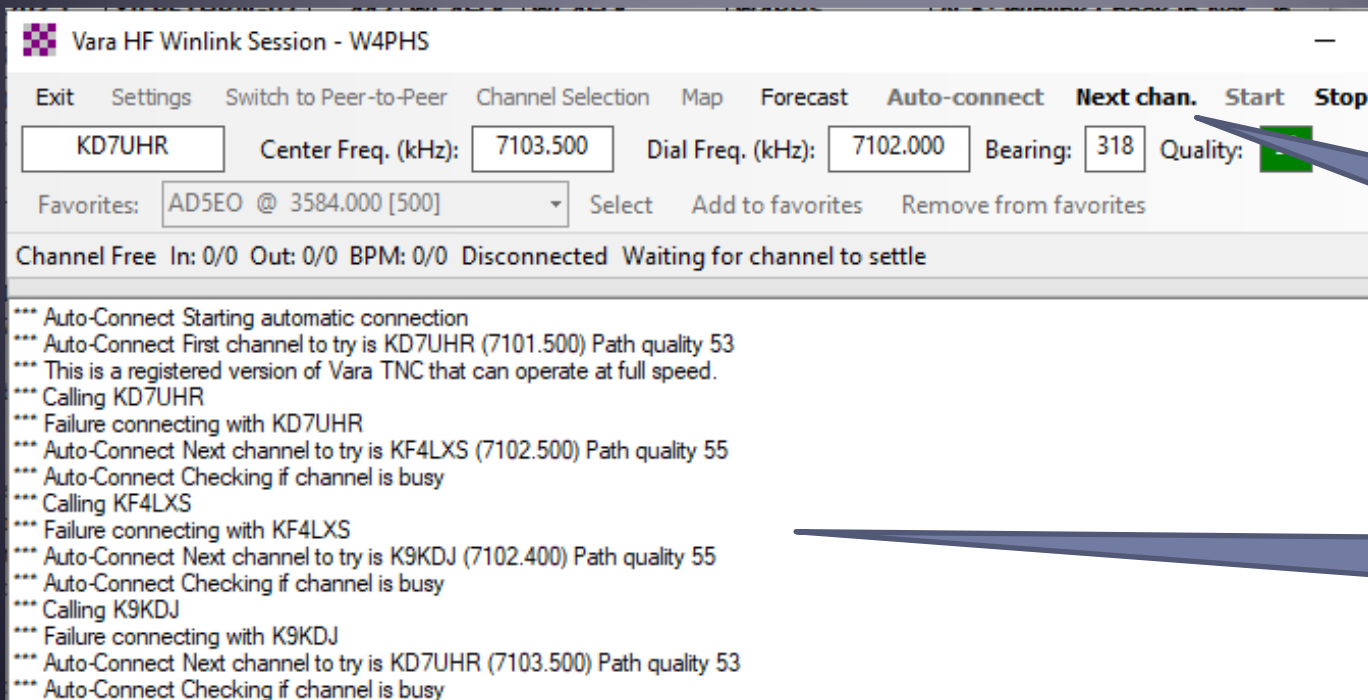 Vara HF Winlink Session - W4PHS
Exit Settings Switch to Peer-to-Peer Channel Selection Map Forecast Auto-connect Next chan. Start Stop
KD7UHR Center Freq. (kHz): 7103.500 Dial Freq. (kHz): 7102.000 Bearing: 318 Quality:
Favorites: AD5EO @ 3584.000 [500] Select Add to favorites Remove from favorites
Channel Free In: 0/0 Out: 0/0 BPM: 0/0 Disconnected Waiting for channel to settle
*** Auto-Connect Starting automatic connection
*** Auto-Connect First channel to try is KD7UHR (7101.500) Path quality 53
*** This is a registered version of Vara TNC that can operate at full speed.
*** Calling KD7UHR
*** Failure connecting with KD7UHR
*** Auto-Connect Next channel to try is KF4LXS (7102.500) Path quality 55
*** Auto-Connect Checking if channel is busy
*** Calling KF4LXS
*** Failure connecting with KF4LXS
*** Auto-Connect Next channel to try is K9KDJ (7102.400) Path quality 55
*** Auto-Connect Checking if channel is busy
*** Calling K9KDJ
*** Failure connecting with K9KDJ
*** Auto-Connect Next channel to try is KD7UHR (7103.500) Path quality 53
*** Auto-Connect Checking if channel is busy